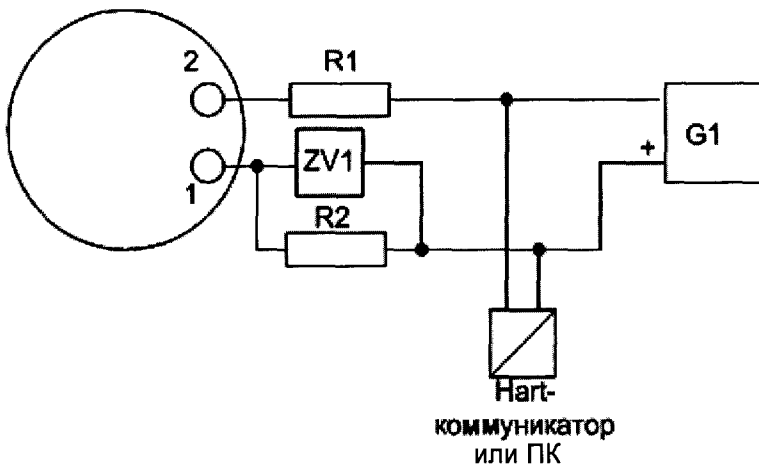 2
R1
G1
+
ZV1
1
R2
Hart-
коммуникатор
или ПК